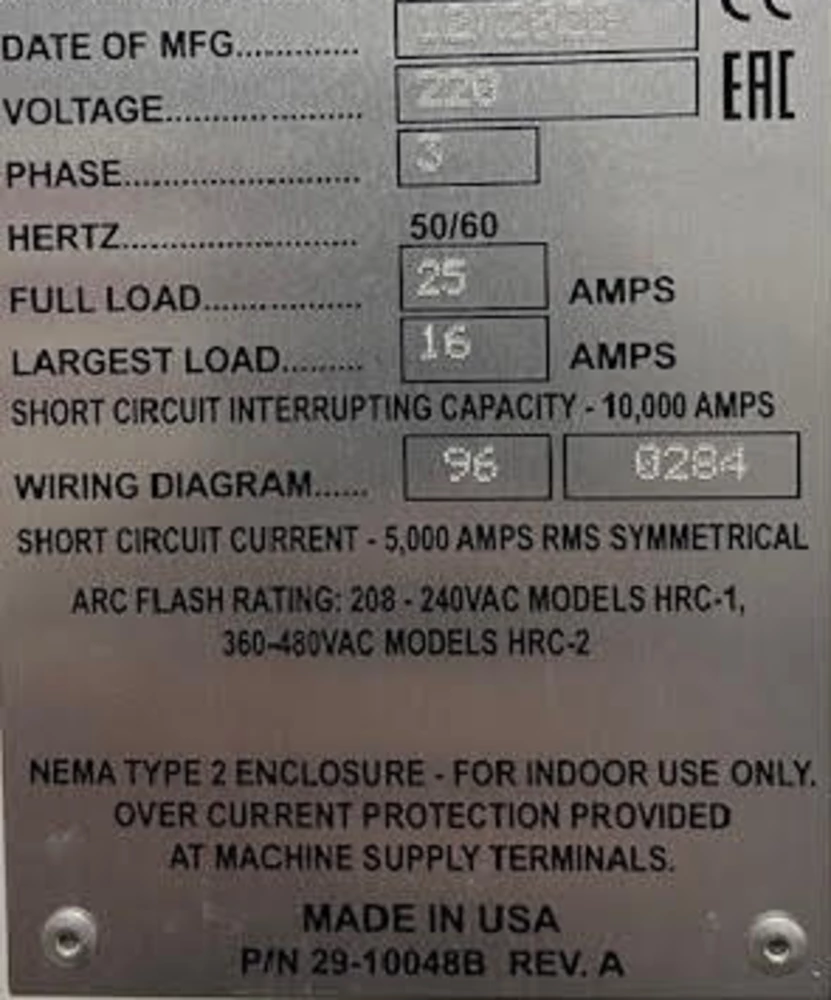 DATE OF MFG..............
VOLTAGE.................... 220
PHASE........................ 3
EAC
HERTZ........................ 50/60
FULL LOAD................ 25 AMPS
LARGEST LOAD......... 16 AMPS
SHORT CIRCUIT INTERRUPTING CAPACITY - 10,000 AMPS
WIRING DIAGRAM...... 96 0284
SHORT CIRCUIT CURRENT - 5,000 AMPS RMS SYMMETRICAL
ARC FLASH RATING: 208 - 240VAC MODELS HRC-1,
360-480VAC MODELS HRC-2
NEMA TYPE 2 ENCLOSURE - FOR INDOOR USE ONLY.
OVER CURRENT PROTECTION PROVIDED
AT MACHINE SUPPLY TERMINALS.
MADE IN USA
P/N 29-10048B REV. A